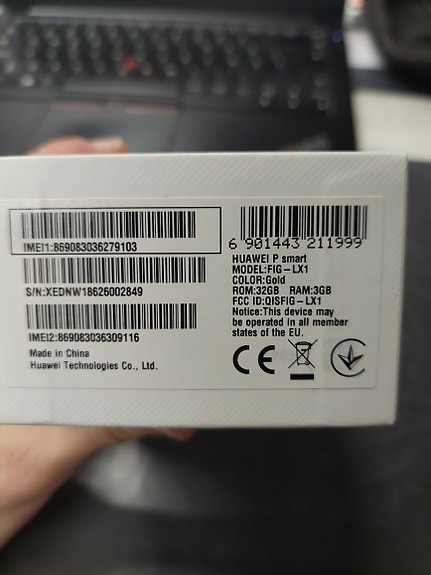 IMEI1:869083036279103
S/N:XEDNW18626002849
IMEI2:869083036309116
Made in China
Huawei Technologies Co., Ltd.
6 901443 211999
HUAWEI P smart
MODEL:FIG-LX1
COLOR:Gold
ROM:32GB RAM:3GB
FCC ID:QISFIG-LX1
Notice:This device may
be operated in all member
states of the EU.
CE